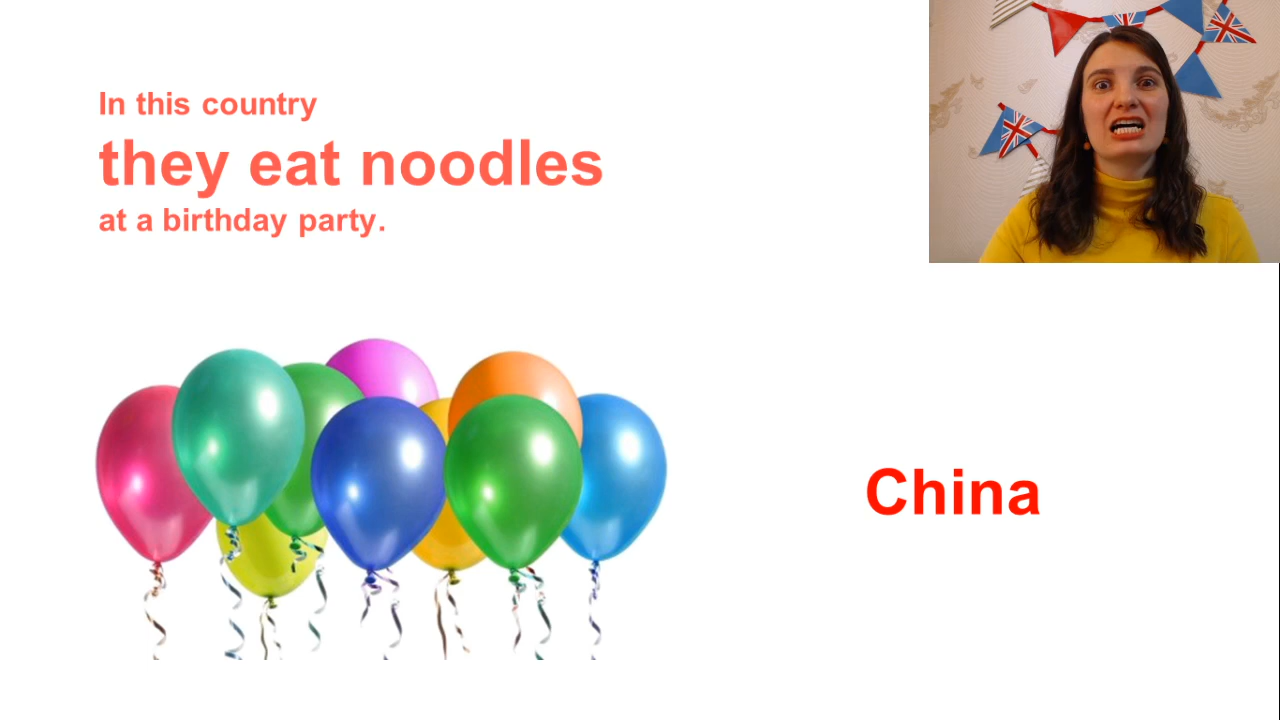 In this country
they eat noodles
at a birthday party.
China